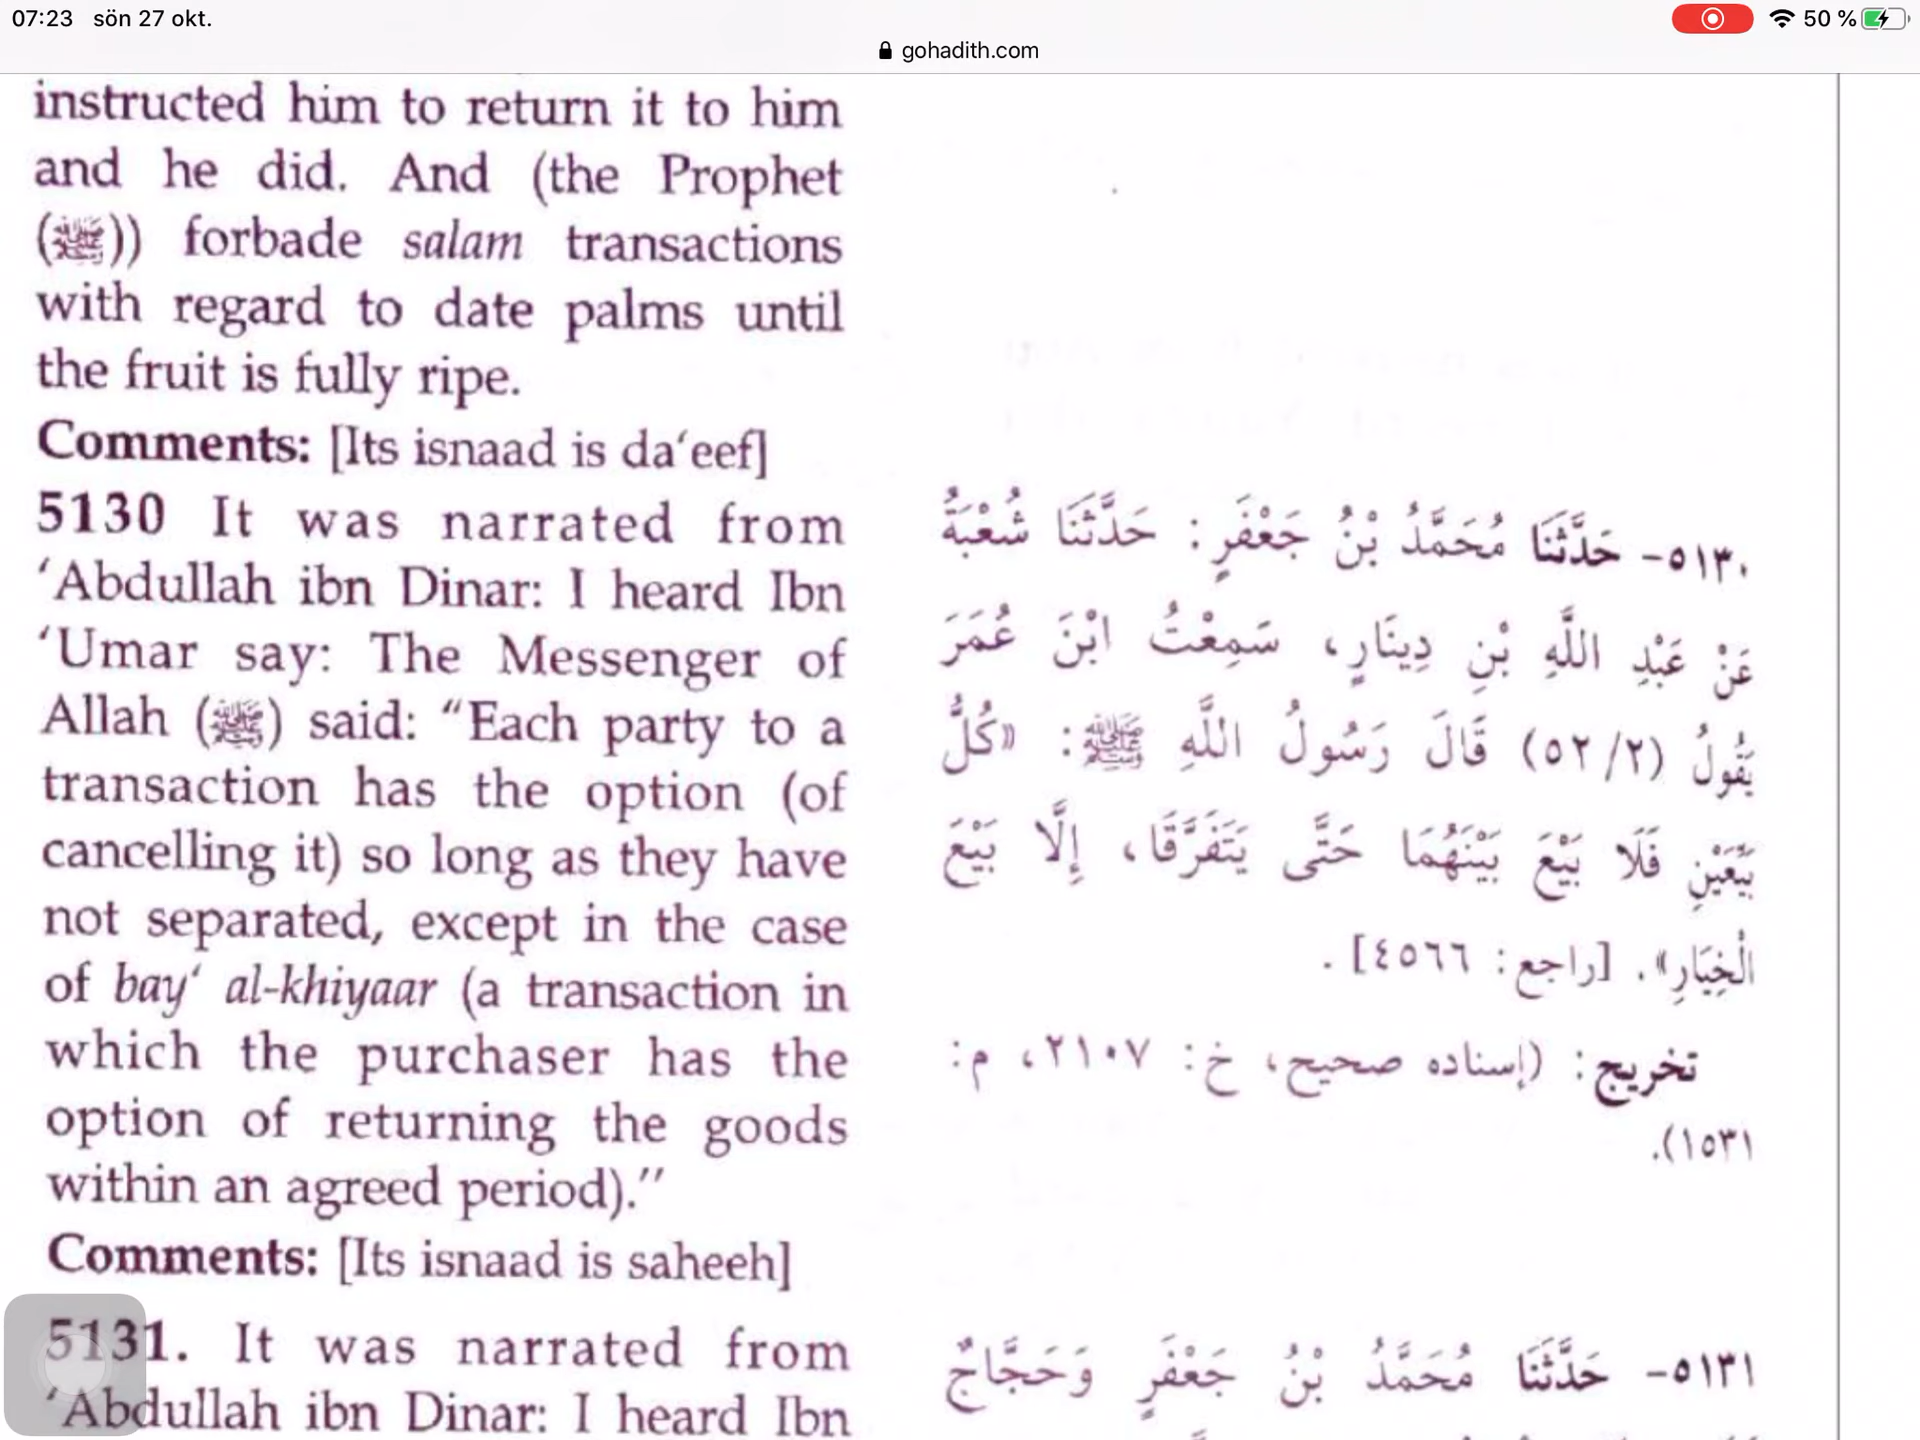 07:23 sön 27 okt.
50 %
gohadith.com
instructed him to return it to him
and he did. And (the Prophet
(ﷺ)) forbade salam transactions
with regard to date palms until
the fruit is fully ripe.
Comments: [Its isnaad is da‘eef]
5130 It was narrated from
‘Abdullah ibn Dinar: I heard Ibn
‘Umar say: The Messenger of
Allah (ﷺ) said: “Each party to a
transaction has the option (of
cancelling it) so long as they have
not separated, except in the case
of bay‘ al-khiyaar (a transaction in
which the purchaser has the
option of returning the goods
within an agreed period).”
Comments: [Its isnaad is saheeh]
5131. It was narrated from
‘Abdullah ibn Dinar: I heard Ibn
٥١٣٠- حَدَّثَنَا مُحَمَّدُ بْنُ جَعْفَرٍ: حَدَّثَنَا شُعْبَةُ
عَنْ عَبْدِ اللَّهِ بْنِ دِينَارٍ، سَمِعْتُ ابْنَ عُمَرَ
يَقُولُ (٥٢/٢) قَالَ رَسُولُ اللَّهِ ﷺ: «كُلُّ
بَيِّعَيْنِ فَلَا بَيْعَ بَيْنَهُمَا حَتَّى يَتَفَرَّقَا، إِلَّا بَيْعَ
الْخِيَارِ». [راجع: ٤٥٦٦].
تخريج: (إسناده صحيح، خ: ٢١٠٧، م:
١٥٣١).
٥١٣١- حَدَّثَنَا مُحَمَّدُ بْنُ جَعْفَرٍ وَحَجَّاجٌ